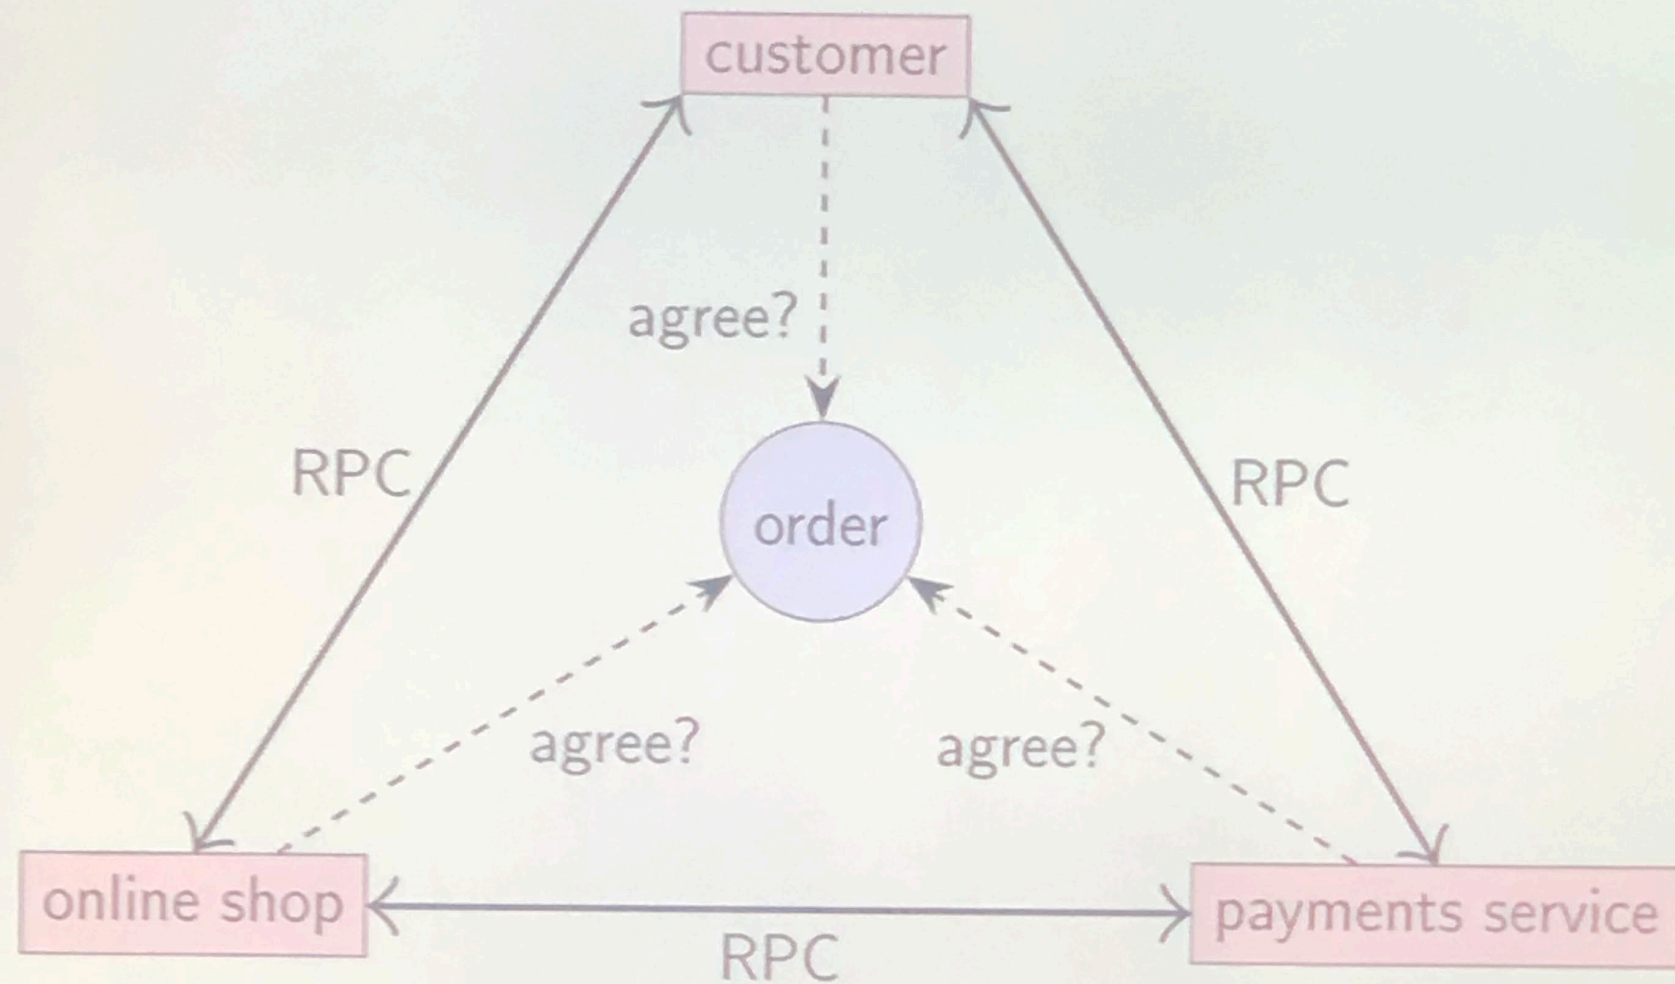 customer
agree?
RPC
RPC
order
agree?
agree?
online shop
payments service
RPC